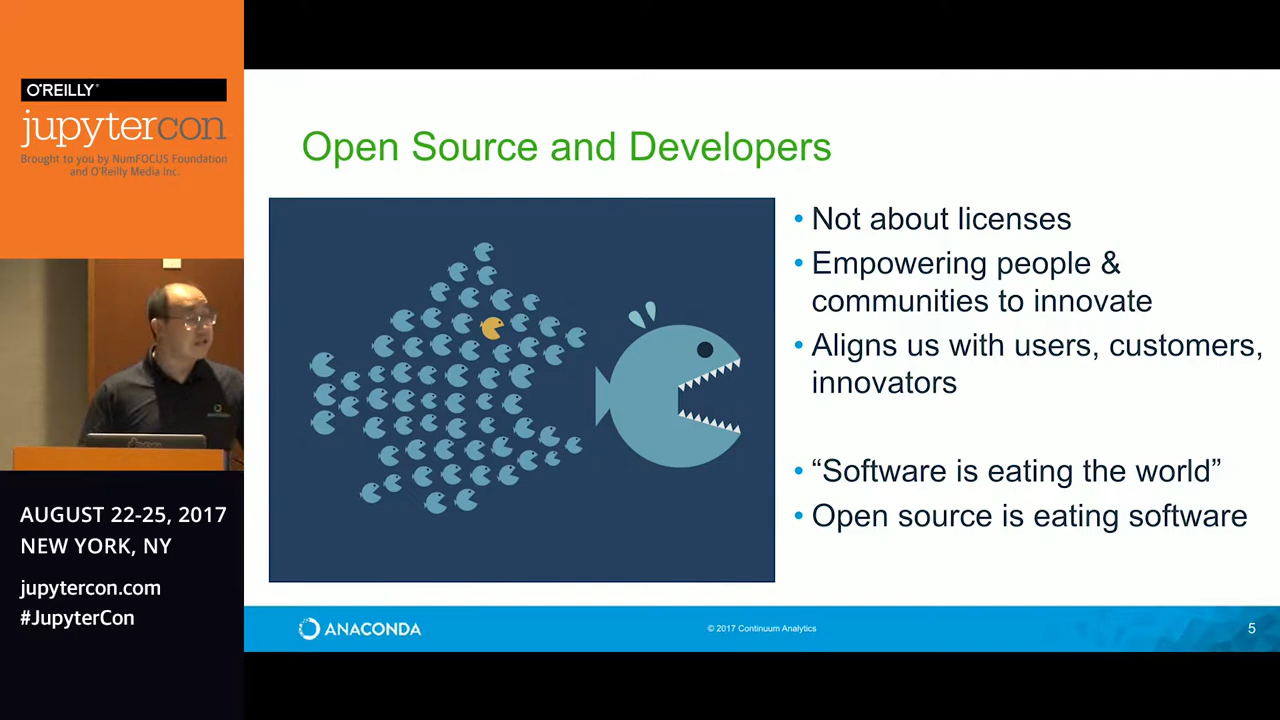 O'REILLY®
jupytercon
Brought to you by NumFOCUS Foundation
and O'Reilly Media Inc.
AUGUST 22-25, 2017
NEW YORK, NY
jupytercon.com
#JupyterCon
Open Source and Developers
• Not about licenses
• Empowering people &
communities to innovate
• Aligns us with users, customers,
innovators
• “Software is eating the world”
• Open source is eating software
ANACONDA
© 2017 Continuum Analytics
5